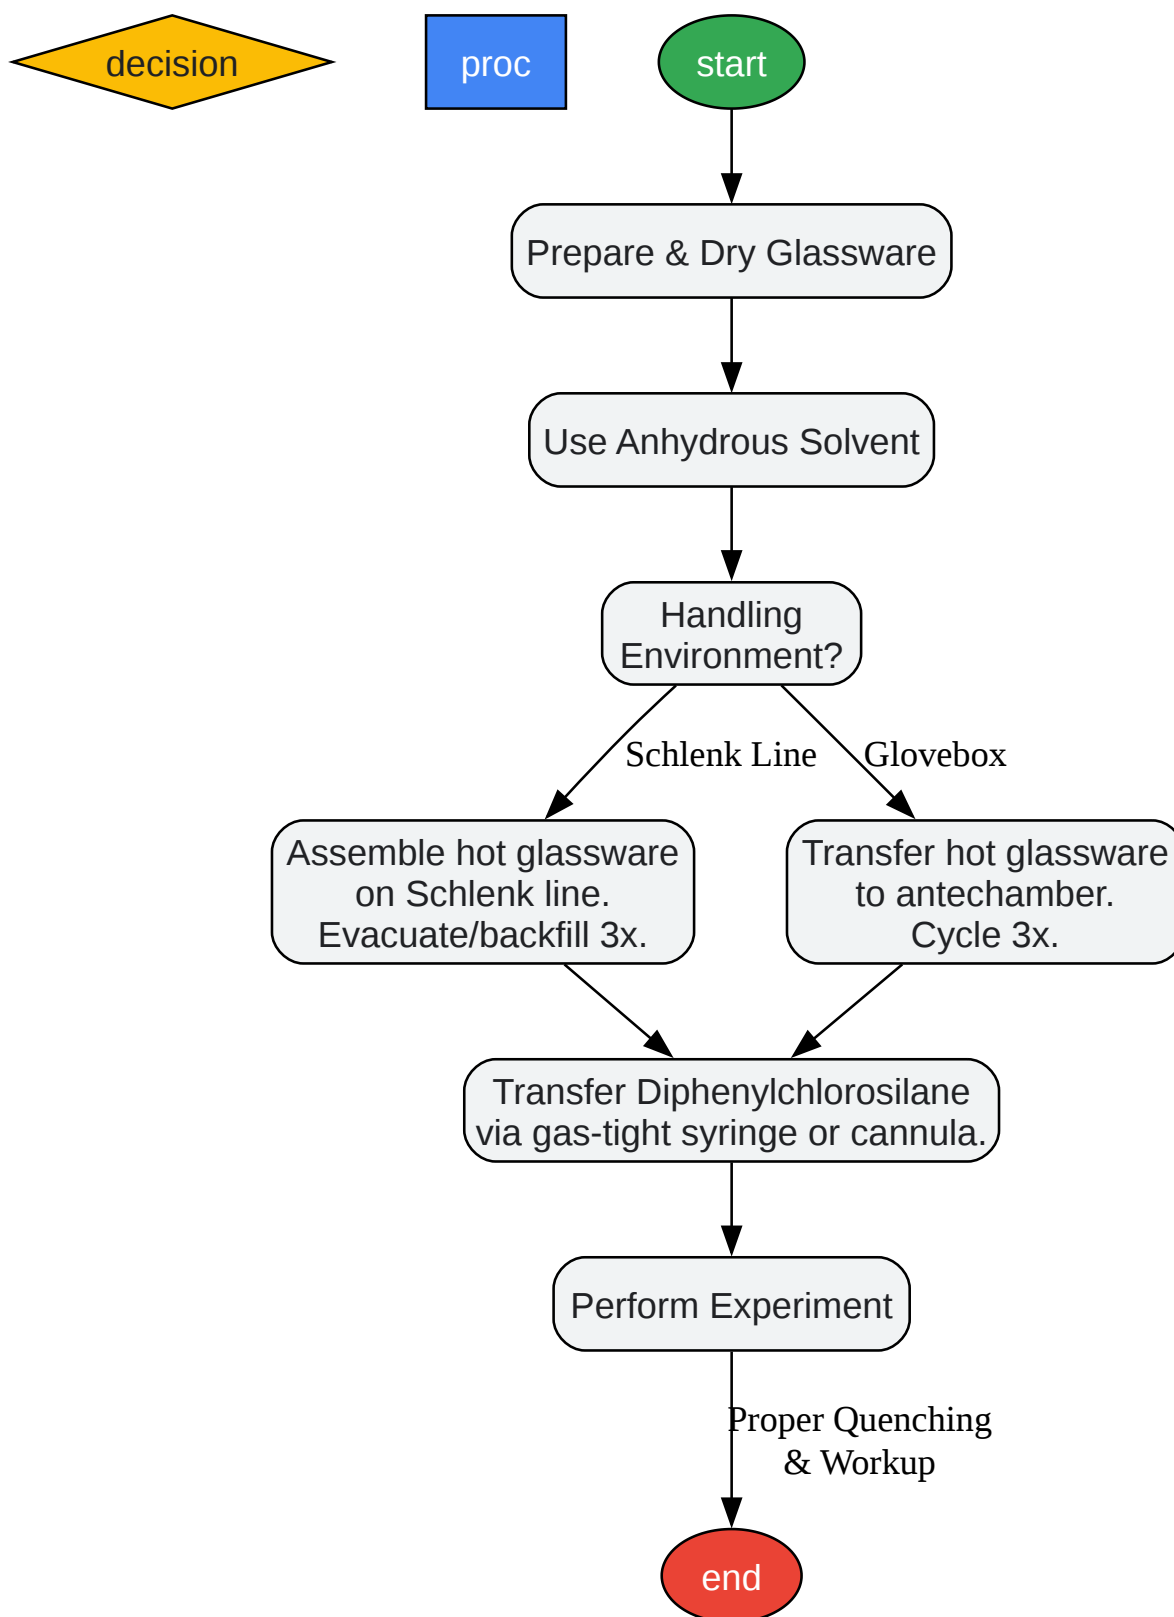 decision
proc
start
Prepare & Dry Glassware
Use Anhydrous Solvent
Handling
Environment?
Schlenk Line
Glovebox
Assemble hot glassware
on Schlenk line.
Evacuate/backfill 3x.
Transfer hot glassware
to antechamber.
Cycle 3x.
Transfer Diphenylchlorosilane
via gas-tight syringe or cannula.
Perform Experiment
Proper Quenching
& Workup
end